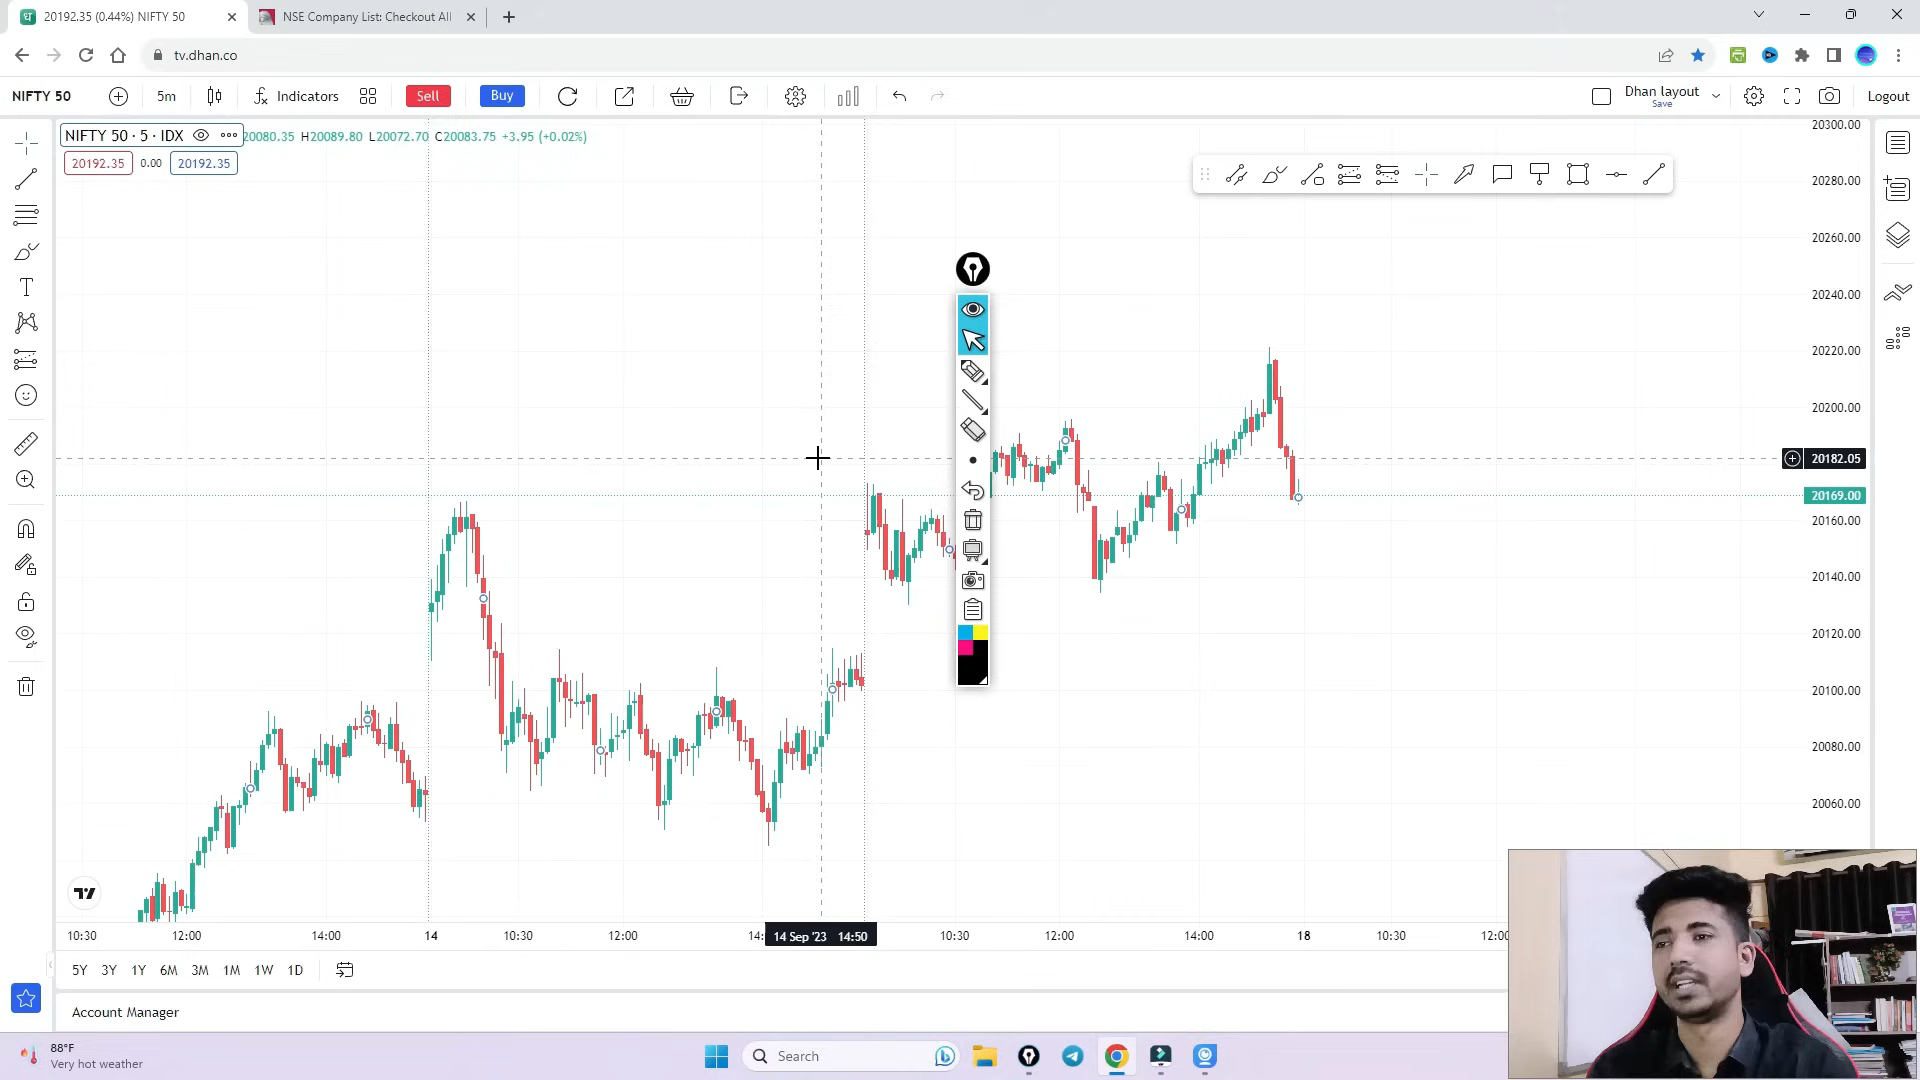 20192.35 (0.44%) NIFTY 50
NSE Company List: Checkout All
tv.dhan.co
NIFTY 50
5m
Indicators
Sell
Buy
Dhan layout
Save
Logout
NIFTY 50 · 5 · IDX
20080.35 H20089.80 L20072.70 C20083.75 +3.95 (+0.02%)
20192.35 0.00 20192.35
20300.00
20280.00
20260.00
20240.00
20220.00
20200.00
20182.05
20169.00
20160.00
20140.00
20120.00
20100.00
20080.00
20060.00
10:30 12:00 14:00 14 10:30 12:00 14: 14 Sep '23 14:50 10:30 12:00 14:00 18 10:30 12:00
5Y 3Y 1Y 6M 3M 1M 1W 1D
Account Manager
88°F
Very hot weather
Search